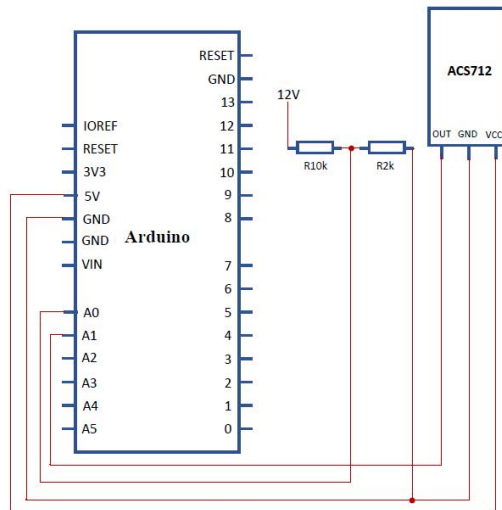 RESET
GND
13
12
11
10
9
8
7
6
5
4
3
2
1
0
IOREF
RESET
3V3
5V
GND
GND
VIN
A0
A1
A2
A3
A4
A5
Arduino
12V
R10k
R2k
ACS712
OUT GND VCC